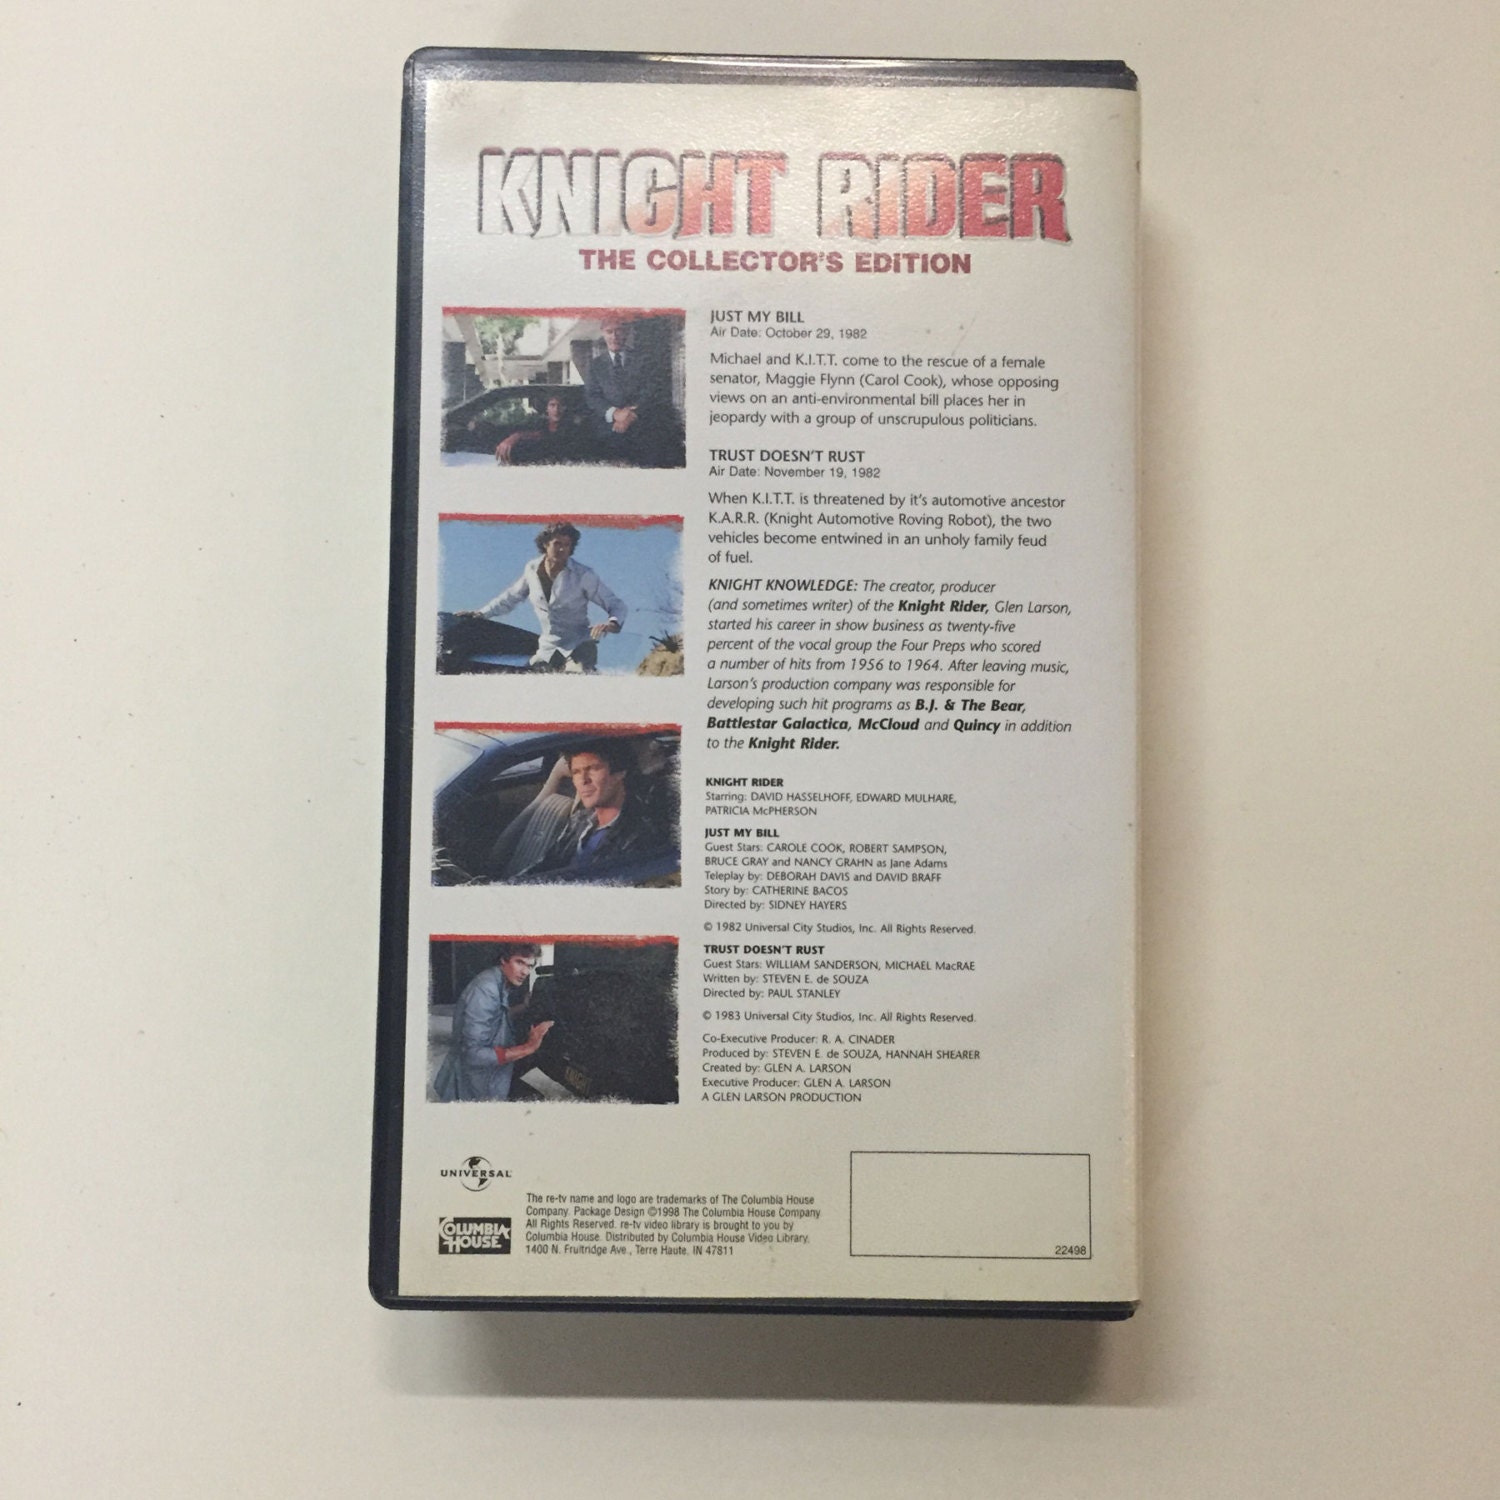 KNIGHT RIDER
THE COLLECTOR'S EDITION
JUST MY BILL
Air Date: October 29, 1982
Michael and K.I.T.T. come to the rescue of a female
senator, Maggie Flynn (Carol Cook), whose opposing
views on an anti-environmental bill places her in
jeopardy with a group of unscrupulous politicians.
TRUST DOESN'T RUST
Air Date: November 19, 1982
When K.I.T.T. is threatened by it's automotive ancestor
K.A.R.R. (Knight Automotive Roving Robot), the two
vehicles become entwined in an unholy family feud
of fuel.
KNIGHT KNOWLEDGE: The creator, producer
(and sometimes writer) of the Knight Rider, Glen Larson,
started his career in show business as twenty-five
percent of the vocal group the Four Preps who scored
a number of hits from 1956 to 1964. After leaving music,
Larson's production company was responsible for
developing such hit programs as B.J. & The Bear,
Battlestar Galactica, McCloud and Quincy in addition
to the Knight Rider.
KNIGHT RIDER
Starring: DAVID HASSELHOFF, EDWARD MULHARE,
PATRICIA McPHERSON
JUST MY BILL
Guest Stars: CAROLE COOK, ROBERT SAMPSON,
BRUCE GRAY and NANCY GRAHN as Jane Adams
Teleplay by: DEBORAH DAVIS and DAVID BRAFF
Story by: CATHERINE BACOS
Directed by: SIDNEY HAYERS
© 1982 Universal City Studios, Inc. All Rights Reserved.
TRUST DOESN'T RUST
Guest Stars: WILLIAM SANDERSON, MICHAEL MacRAE
Written by: STEVEN E. de SOUZA
Directed by: PAUL STANLEY
© 1983 Universal City Studios, Inc. All Rights Reserved.
Co-Executive Producer: R. A. CINADER
Produced by: STEVEN E. de SOUZA, HANNAH SHEARER
Created by: GLEN A. LARSON
Executive Producer: GLEN A. LARSON
A GLEN LARSON PRODUCTION
KNIGHT
UNIVERSAL
COLUMBIA
HOUSE
The re-tv name and logo are trademarks of The Columbia House
Company. Package Design ©1998 The Columbia House Company
All Rights Reserved. re-tv video library is brought to you by
Columbia House. Distributed by Columbia House Video Library.
1400 N. Fruitridge Ave., Terre Haute, IN 47811
22498